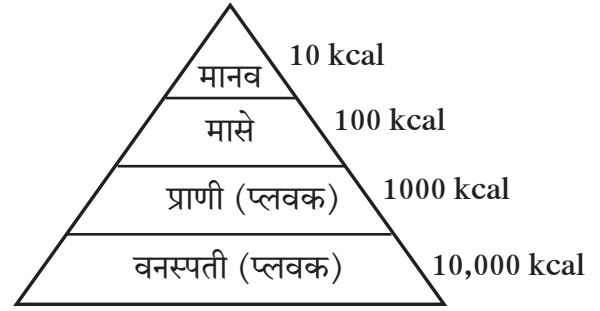 मानव 10 kcal
मासे 100 kcal
प्राणी (प्लवक) 1000 kcal
वनस्पती (प्लवक) 10,000 kcal